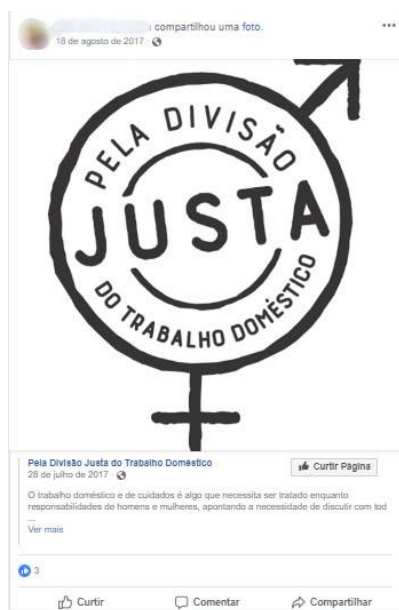 compartilhou uma foto.
18 de agosto de 2017
PELA DIVISÃO
JUSTA
DO TRABALHO DOMÉSTICO
Pela Divisão Justa do Trabalho Doméstico
28 de julho de 2017
Curtir Página
O trabalho doméstico e de cuidados é algo que necessita ser tratado enquanto
responsabilidades de homens e mulheres, apontando a necessidade de discutir com tod
...
Ver mais
3
Curtir Comentar Compartilhar